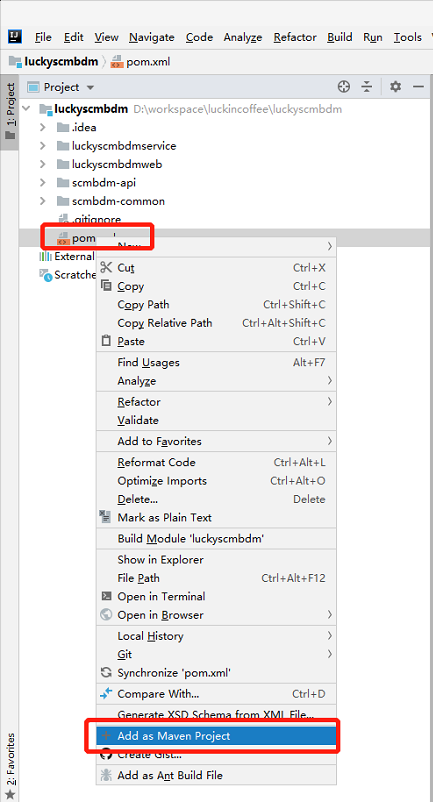 File Edit View Navigate Code Analyze Refactor Build Run Tools
luckyscmbdm pom.xml
1: Project
Project
luckyscmbdm D:\workspace\luckincoffee\luckyscmbdm
.idea
luckyscmbdmservice
luckyscmbdmweb
scmbdm-api
scmbdm-common
.gitignore
pom
New
External
Scratche
Cut Ctrl+X
Copy Ctrl+C
Copy Path Ctrl+Shift+C
Copy Relative Path Ctrl+Alt+Shift+C
Paste Ctrl+V
Find Usages Alt+F7
Analyze
Refactor
Validate
Add to Favorites
Reformat Code Ctrl+Alt+L
Optimize Imports Ctrl+Alt+O
Delete... Delete
Mark as Plain Text
Build Module 'luckyscmbdm'
Show in Explorer
File Path Ctrl+Alt+F12
Open in Terminal
Open in Browser
Local History
Git
Synchronize 'pom.xml'
Compare With... Ctrl+D
Generate XSD Schema from XML File...
Add as Maven Project
Create Gist...
Add as Ant Build File
2: Favorites